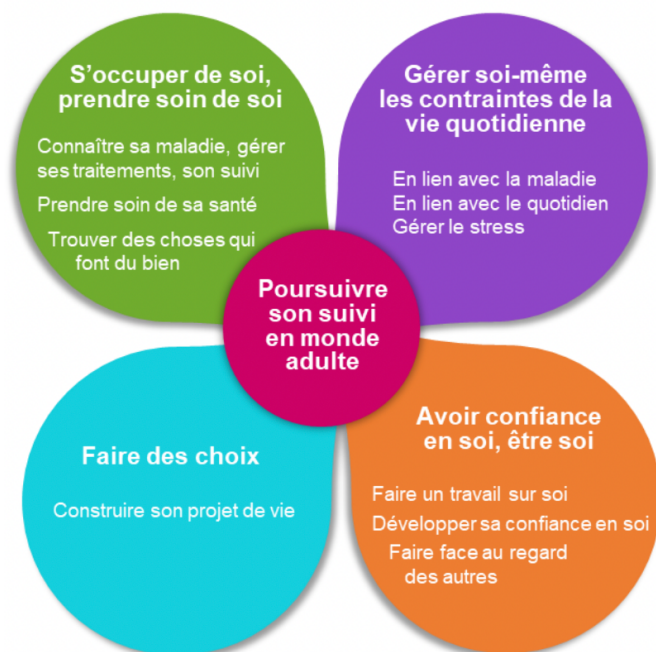 S’occuper de soi,
prendre soin de soi
Connaître sa maladie, gérer
ses traitements, son suivi
Prendre soin de sa santé
Trouver des choses qui
font du bien
Gérer soi-même
les contraintes de la
vie quotidienne
En lien avec la maladie
En lien avec le quotidien
Gérer le stress
Poursuivre
son suivi
en monde
adulte
Faire des choix
Construire son projet de vie
Avoir confiance
en soi, être soi
Faire un travail sur soi
Développer sa confiance en soi
Faire face au regard
des autres